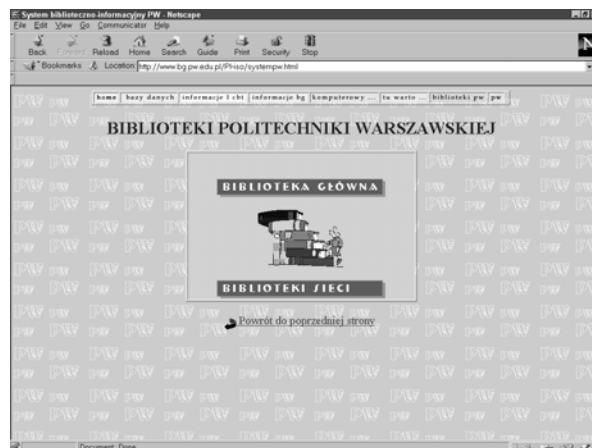 System biblioteczno-informacyjny PW - Netscape
File Edit View Go Communicator Help
Back Forward Reload Home Search Guide Print Security Stop
Bookmarks Location: http://www.bg.pw.edu.pl/Pl-iso/systempw.html
home bazy danych informacje I cbt informacje bg komputerowy ... tu warto ... biblioteki pw pw
BIBLIOTEKI POLITECHNIKI WARSZAWSKIEJ
BIBLIOTEKA GŁÓWNA
BIBLIOTEKI SIECI
Powrót do poprzedniej strony
Document: Done